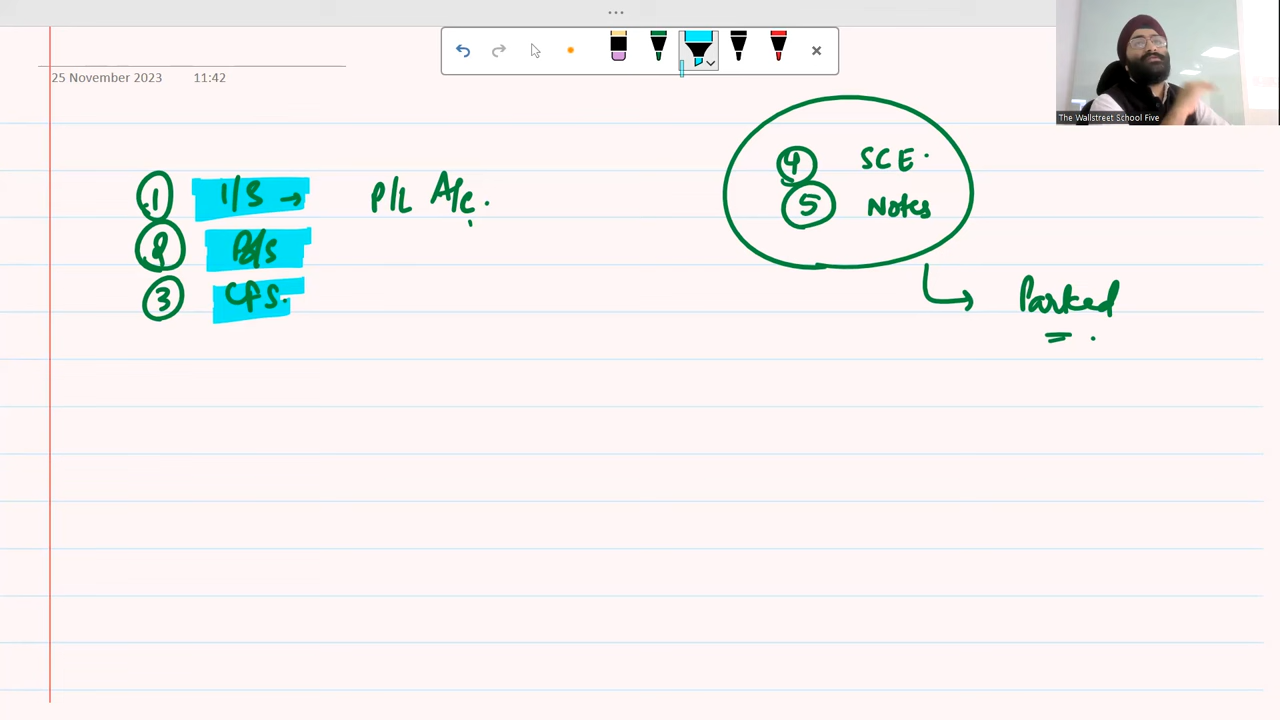 25 November 2023 11:42
The Wallstreet School Five
1 I/S → P/L A/c.
2 B/S
3 CFS.
4 SCE.
5 Notes
Parked